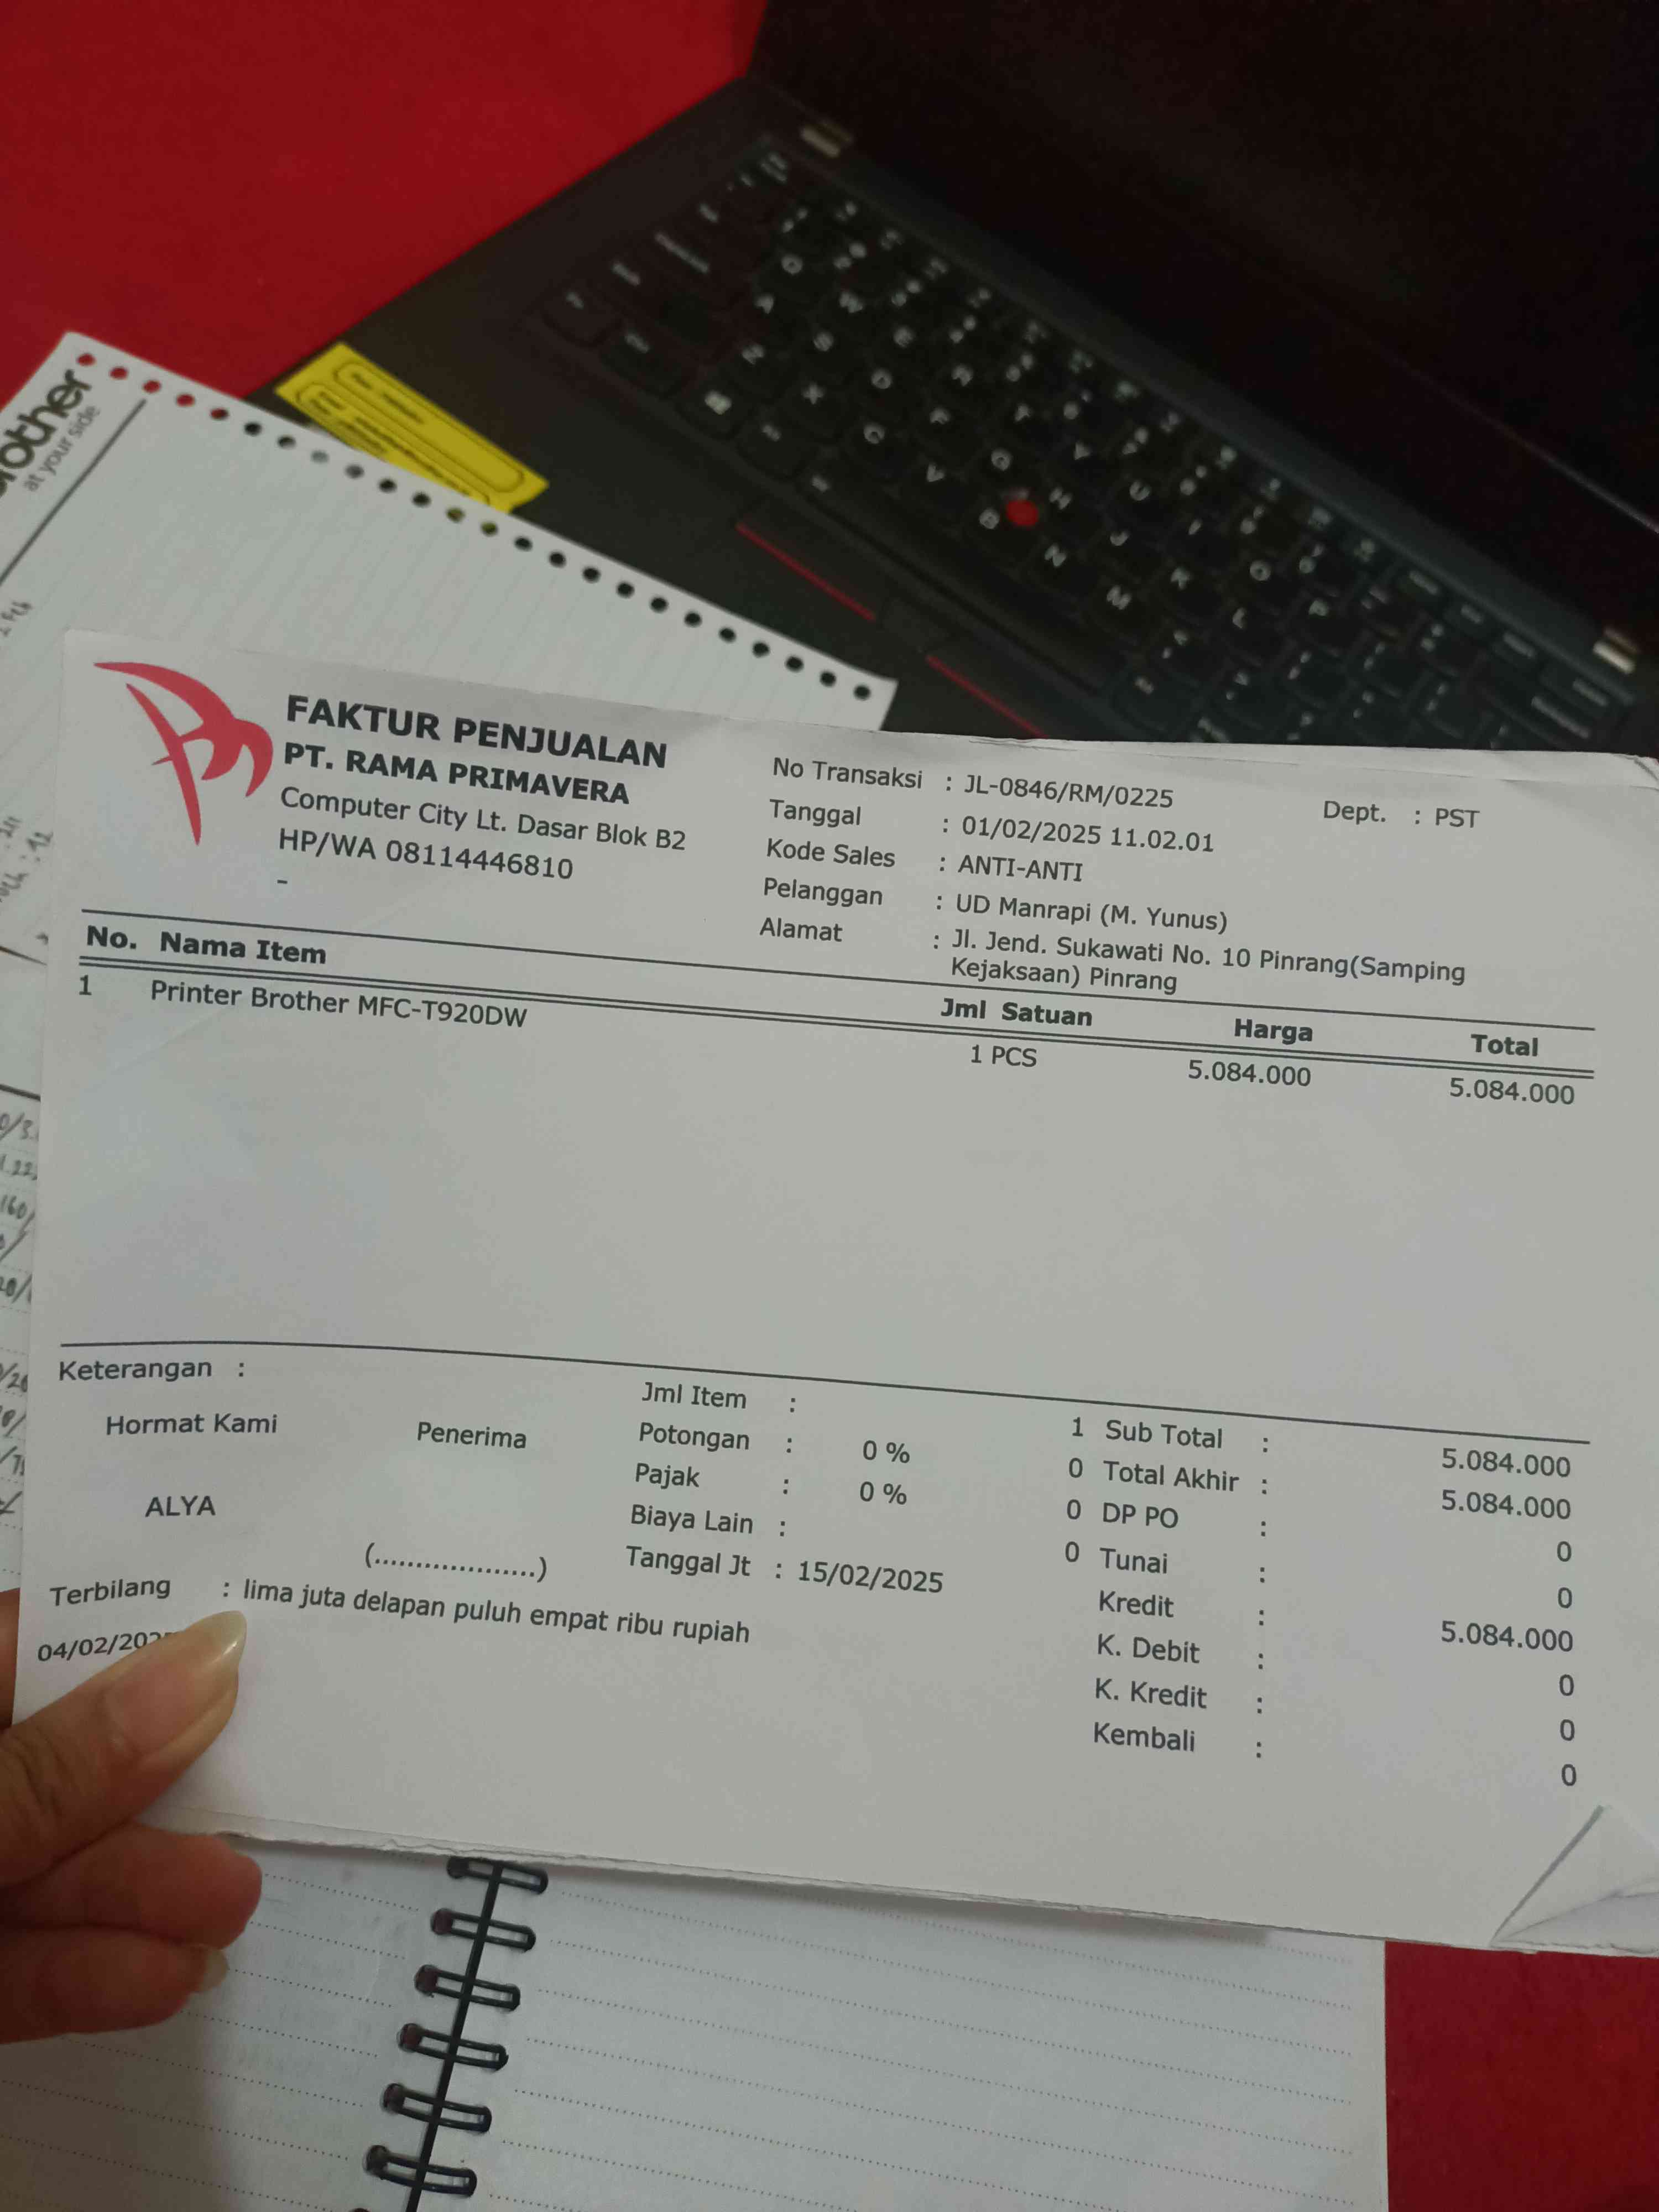 at your side
FAKTUR PENJUALAN
PT. RAMA PRIMAVERA
Computer City Lt. Dasar Blok B2
HP/WA 08114446810
-
No Transaksi : JL-0846/RM/0225 Dept. : PST
Tanggal : 01/02/2025 11.02.01
Kode Sales : ANTI-ANTI
Pelanggan : UD Manrapi (M. Yunus)
Alamat : Jl. Jend. Sukawati No. 10 Pinrang(Samping
Kejaksaan) Pinrang
No. Nama Item Jml Satuan Harga Total
1 Printer Brother MFC-T920DW 1 PCS 5.084.000 5.084.000
Keterangan :
Hormat Kami Penerima
ALYA
(...................)
Jml Item : 1
Potongan : 0 % 0
Pajak : 0 % 0
Biaya Lain : 0
Tanggal Jt : 15/02/2025
Sub Total : 5.084.000
Total Akhir : 5.084.000
DP PO : 0
Tunai : 0
Kredit : 5.084.000
K. Debit : 0
K. Kredit : 0
Kembali : 0
Terbilang : lima juta delapan puluh empat ribu rupiah